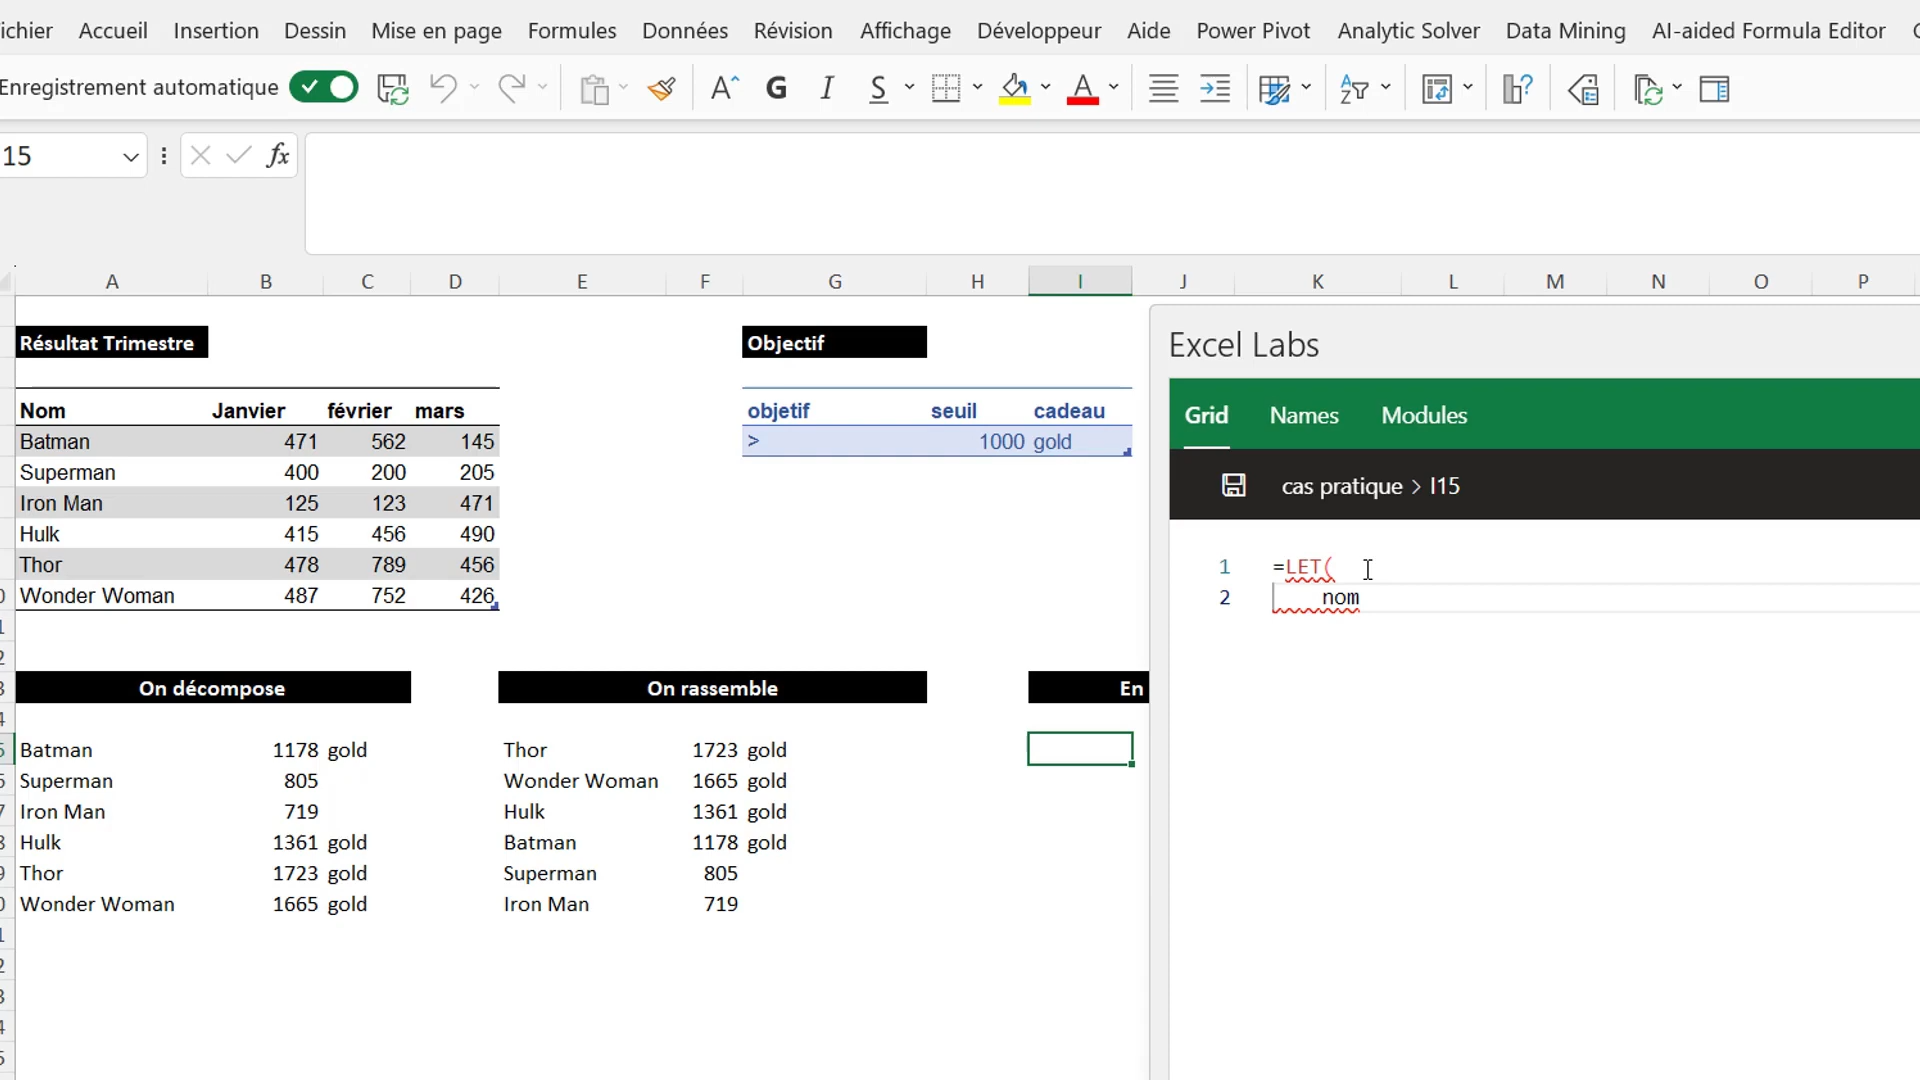 ichier Accueil Insertion Dessin Mise en page Formules Données Révision Affichage Développeur Aide Power Pivot Analytic Solver Data Mining AI-aided Formula Editor
Enregistrement automatique
G I S A
15 fx
A B C D E F G H I J K L M N O P
Résultat Trimestre Objectif
Nom Janvier février mars objetif seuil cadeau
Batman 471 562 145 > 1000 gold
Superman 400 200 205
Iron Man 125 123 471
Hulk 415 456 490
Thor 478 789 456
Wonder Woman 487 752 426
On décompose On rassemble En
Batman 1178 gold Thor 1723 gold
Superman 805 Wonder Woman 1665 gold
Iron Man 719 Hulk 1361 gold
Hulk 1361 gold Batman 1178 gold
Thor 1723 gold Superman 805
Wonder Woman 1665 gold Iron Man 719
Excel Labs
Grid Names Modules
cas pratique > I15
1 =LET(
2 nom